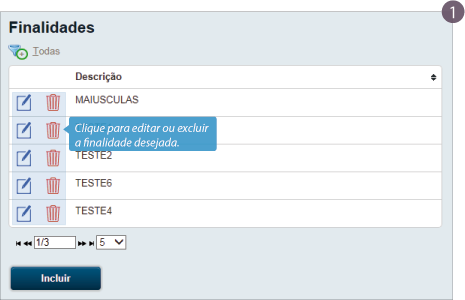 1
Finalidades
Todas
Descrição
MAIUSCULAS
Clique para editar ou excluir
a finalidade desejada.
TESTE2
TESTE6
TESTE4
1/3 5
Incluir